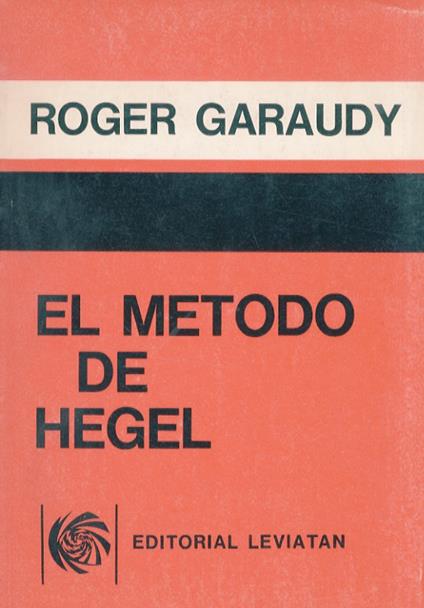 ROGER GARAUDY
EL METODO
DE
HEGEL
EDITORIAL LEVIATAN